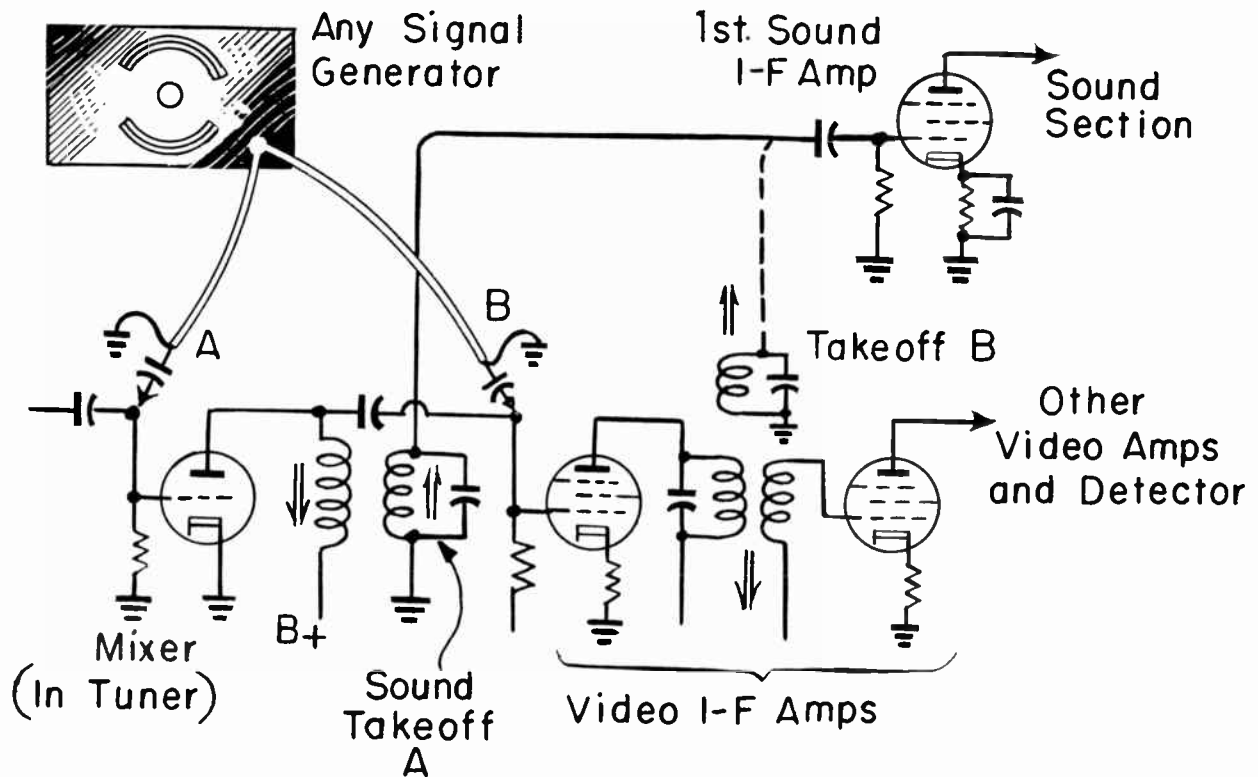 Any Signal
Generator
1st. Sound
I-F Amp
Sound
Section
A
B
Takeoff B
Other
Video Amps
and Detector
B+
Mixer
(In Tuner)
Sound
Takeoff
A
Video I-F Amps